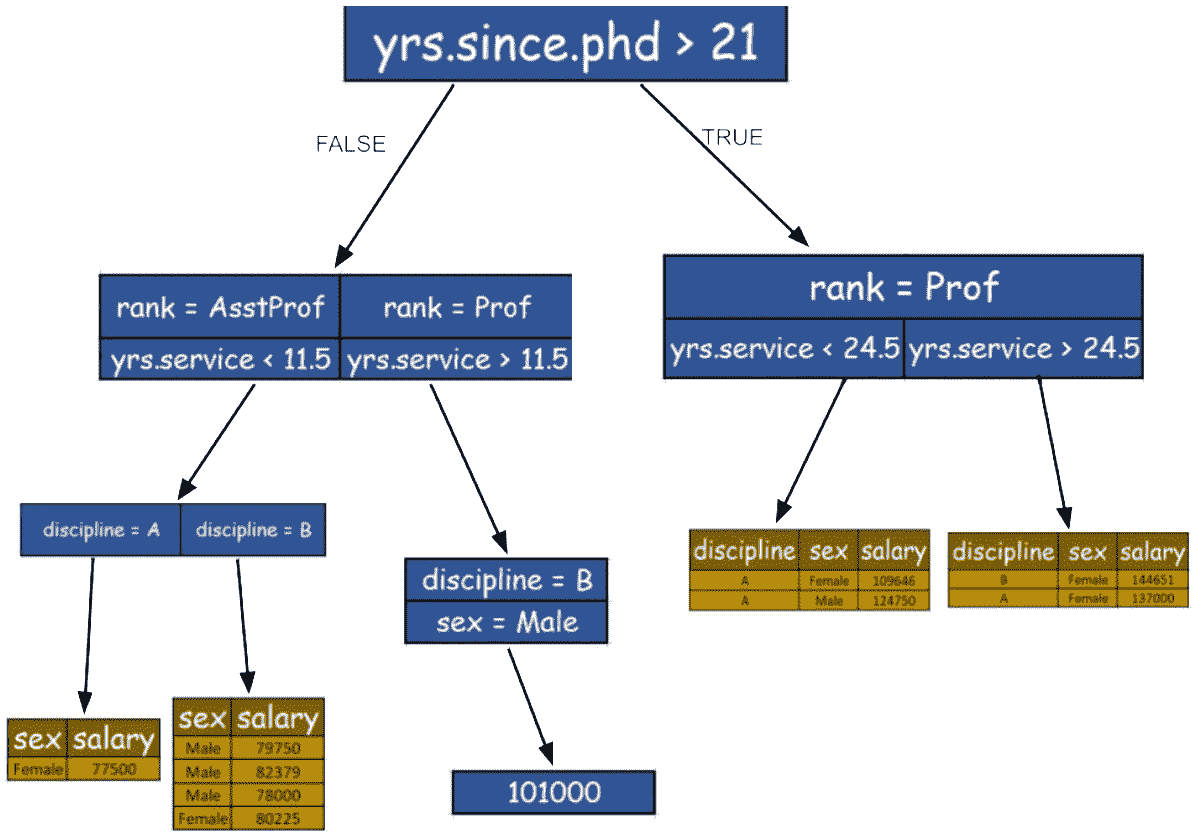 yrs.since.phd > 21
FALSE
TRUE
rank = AsstProf
rank = Prof
yrs.service < 11.5
yrs.service > 11.5
rank = Prof
yrs.service < 24.5
yrs.service > 24.5
discipline = A
discipline = B
discipline = B
sex = Male
discipline sex salary
A Female 109646
A Male 124750
discipline sex salary
B Female 144651
A Female 137000
sex salary
Female 77500
sex salary
Male 79750
Male 82379
Male 78000
Female 80225
101000